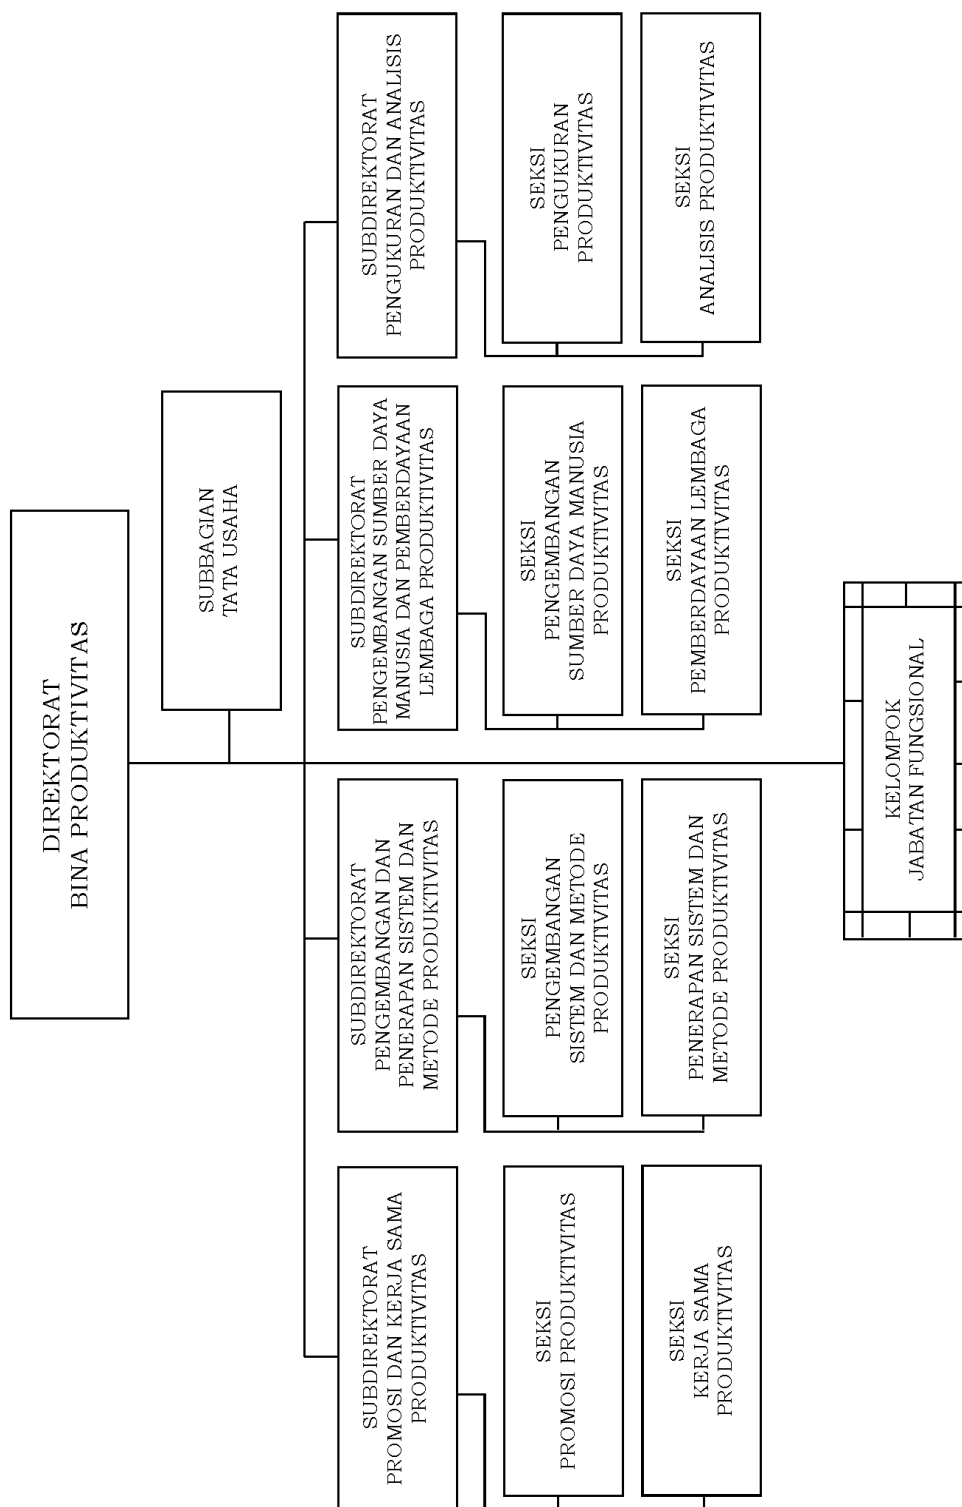 DIREKTORAT
BINA PRODUKTIVITAS
SUBBAGIAN
TATA USAHA
SUBDIREKTORAT
PROMOSI DAN KERJA SAMA
PRODUKTIVITAS
SUBDIREKTORAT
PENGEMBANGAN DAN
PENERAPAN SISTEM DAN
METODE PRODUKTIVITAS
SUBDIREKTORAT
PENGEMBANGAN SUMBER DAYA
MANUSIA DAN PEMBERDAYAAN
LEMBAGA PRODUKTIVITAS
SUBDIREKTORAT
PENGUKURAN DAN ANALISIS
PRODUKTIVITAS
SEKSI
PROMOSI PRODUKTIVITAS
SEKSI
PENGEMBANGAN
SISTEM DAN METODE
PRODUKTIVITAS
SEKSI
PENGEMBANGAN
SUMBER DAYA MANUSIA
PRODUKTIVITAS
SEKSI
PENGUKURAN
PRODUKTIVITAS
SEKSI
KERJA SAMA
PRODUKTIVITAS
SEKSI
PENERAPAN SISTEM DAN
METODE PRODUKTIVITAS
SEKSI
PEMBERDAYAAN LEMBAGA
PRODUKTIVITAS
SEKSI
ANALISIS PRODUKTIVITAS
KELOMPOK
JABATAN FUNGSIONAL